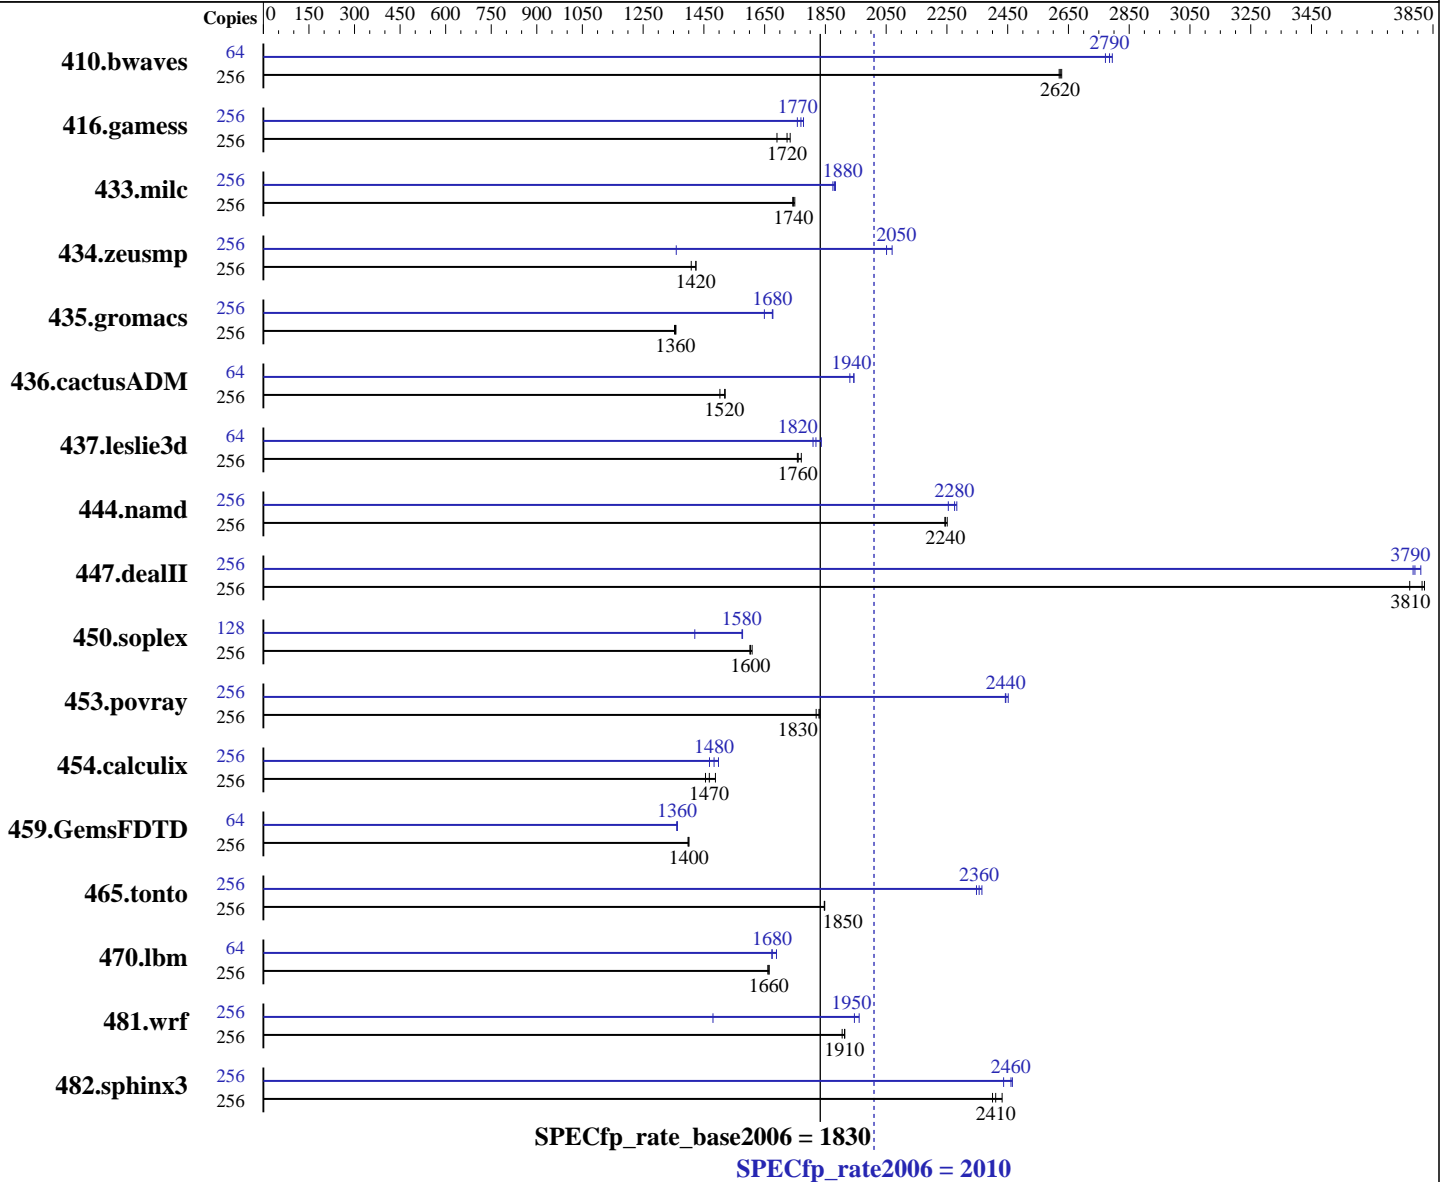 Copies 0 150 300 450 600 750 900 1050 1250 1450 1650 1850 2050 2250 2450 2650 2850 3050 3250 3450 3850
410.bwaves 64 2790
256 2620
416.gamess 256 1770
256 1720
433.milc 256 1880
256 1740
434.zeusmp 256 2050
256 1420
435.gromacs 256 1680
256 1360
436.cactusADM 64 1940
256 1520
437.leslie3d 64 1820
256 1760
444.namd 256 2280
256 2240
447.dealII 256 3790
256 3810
450.soplex 128 1580
256 1600
453.povray 256 2440
256 1830
454.calculix 256 1480
256 1470
459.GemsFDTD 64 1360
256 1400
465.tonto 256 2360
256 1850
470.lbm 64 1680
256 1660
481.wrf 256 1950
256 1910
482.sphinx3 256 2460
256 2410
SPECfp_rate_base2006 = 1830
SPECfp_rate2006 = 2010